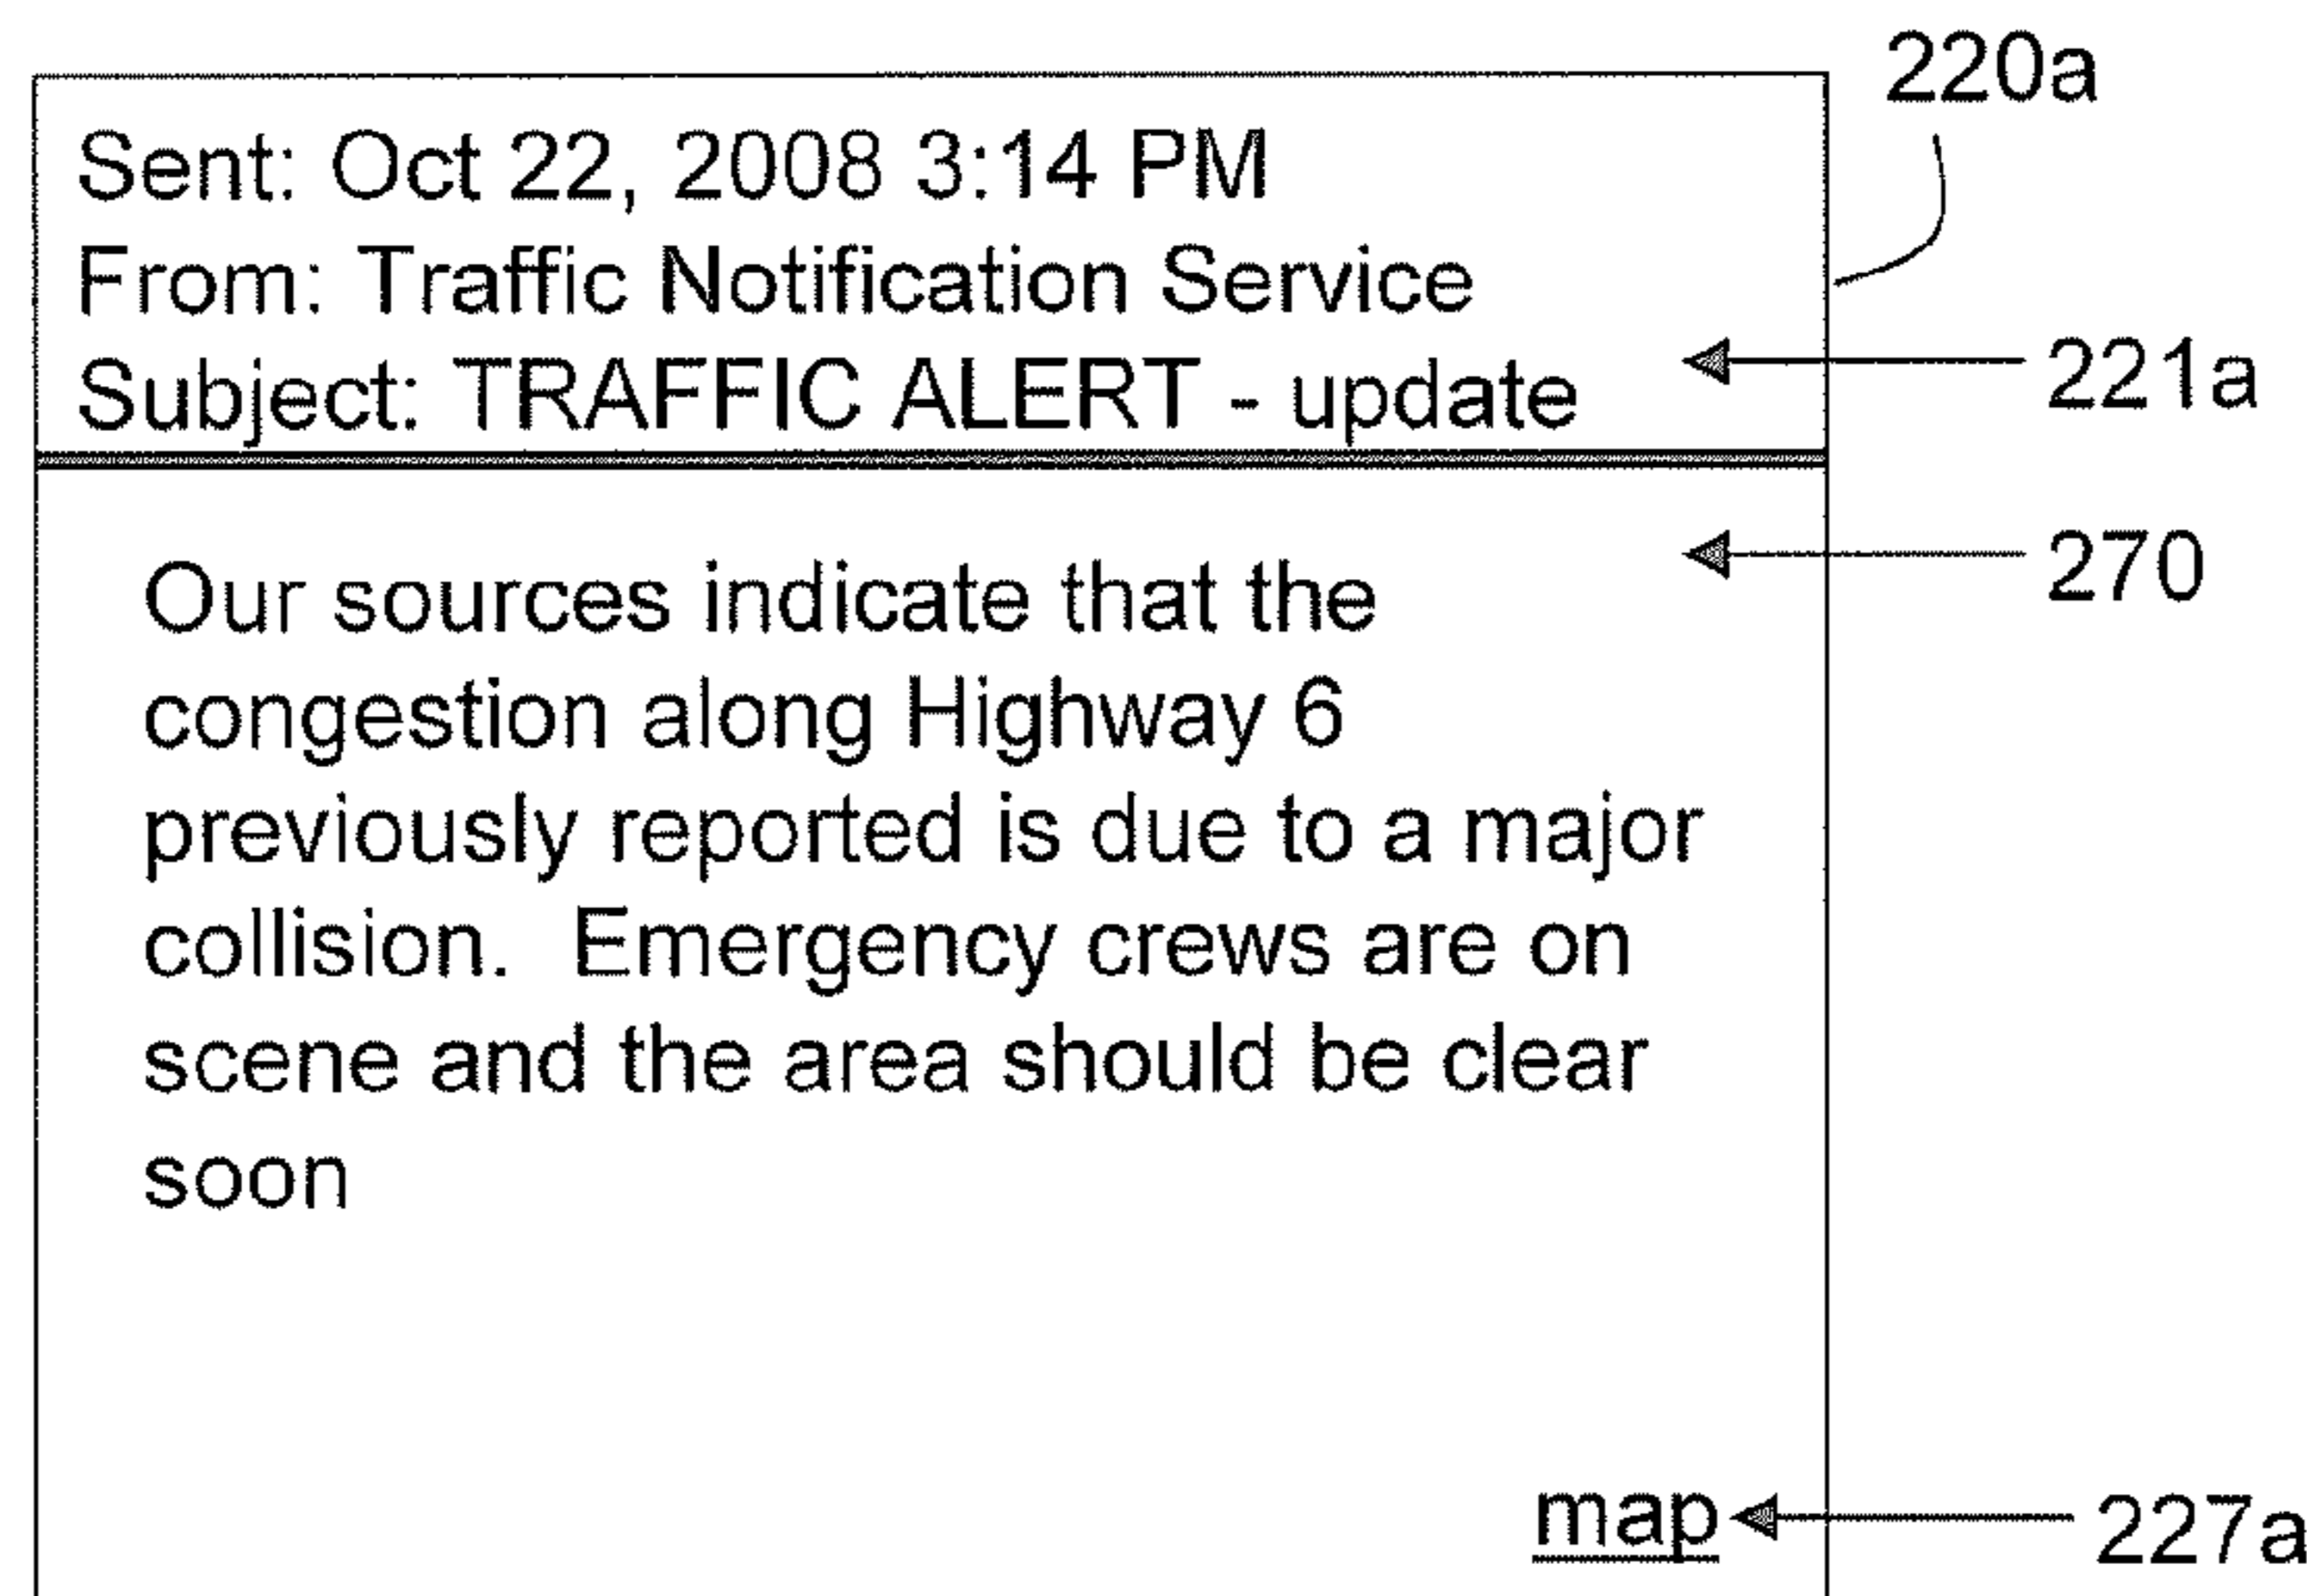 220a
Sent: Oct 22, 2008 3:14 PM
From: Traffic Notification Service
Subject: TRAFFIC ALERT - update
221a
270
Our sources indicate that the
congestion along Highway 6
previously reported is due to a major
collision.  Emergency crews are on
scene and the area should be clear
soon
map
227a